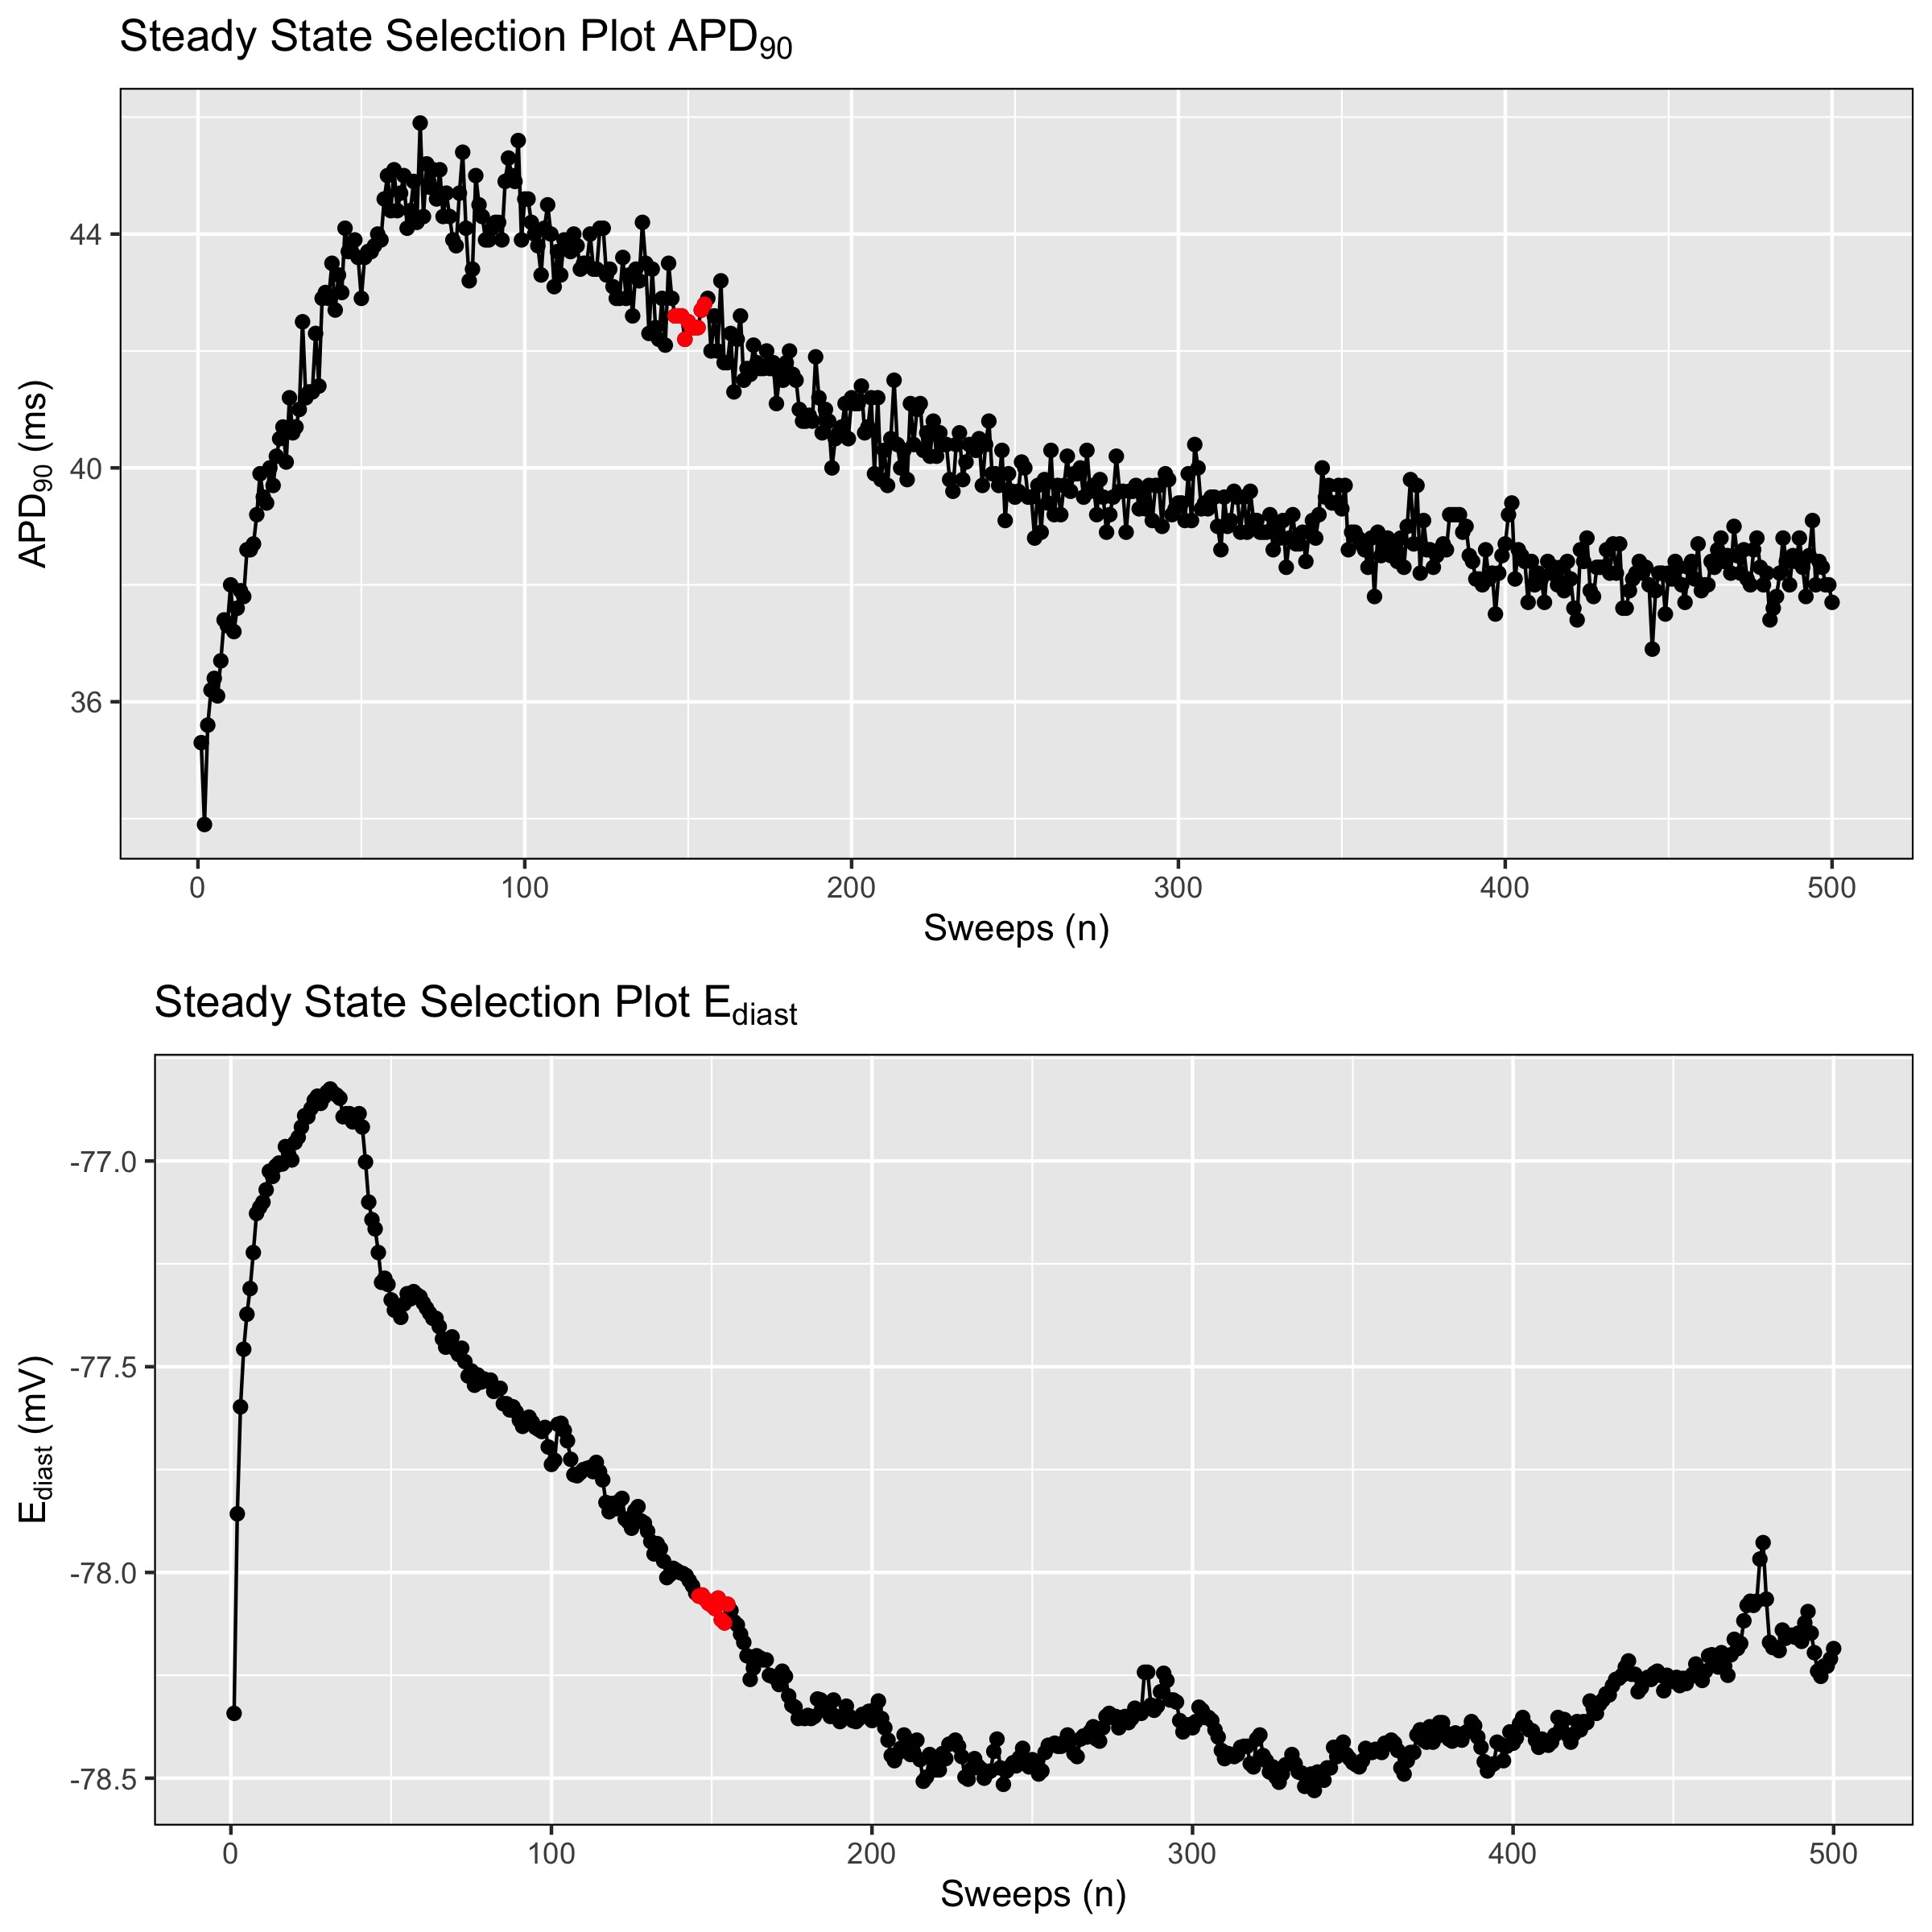 Steady State Selection Plot APD90
APD90 (ms)
44
40
36
0 100 200 300 400 500
Sweeps (n)
Steady State Selection Plot Ediast
Ediast (mV)
-77.0
-77.5
-78.0
-78.5
0 100 200 300 400 500
Sweeps (n)